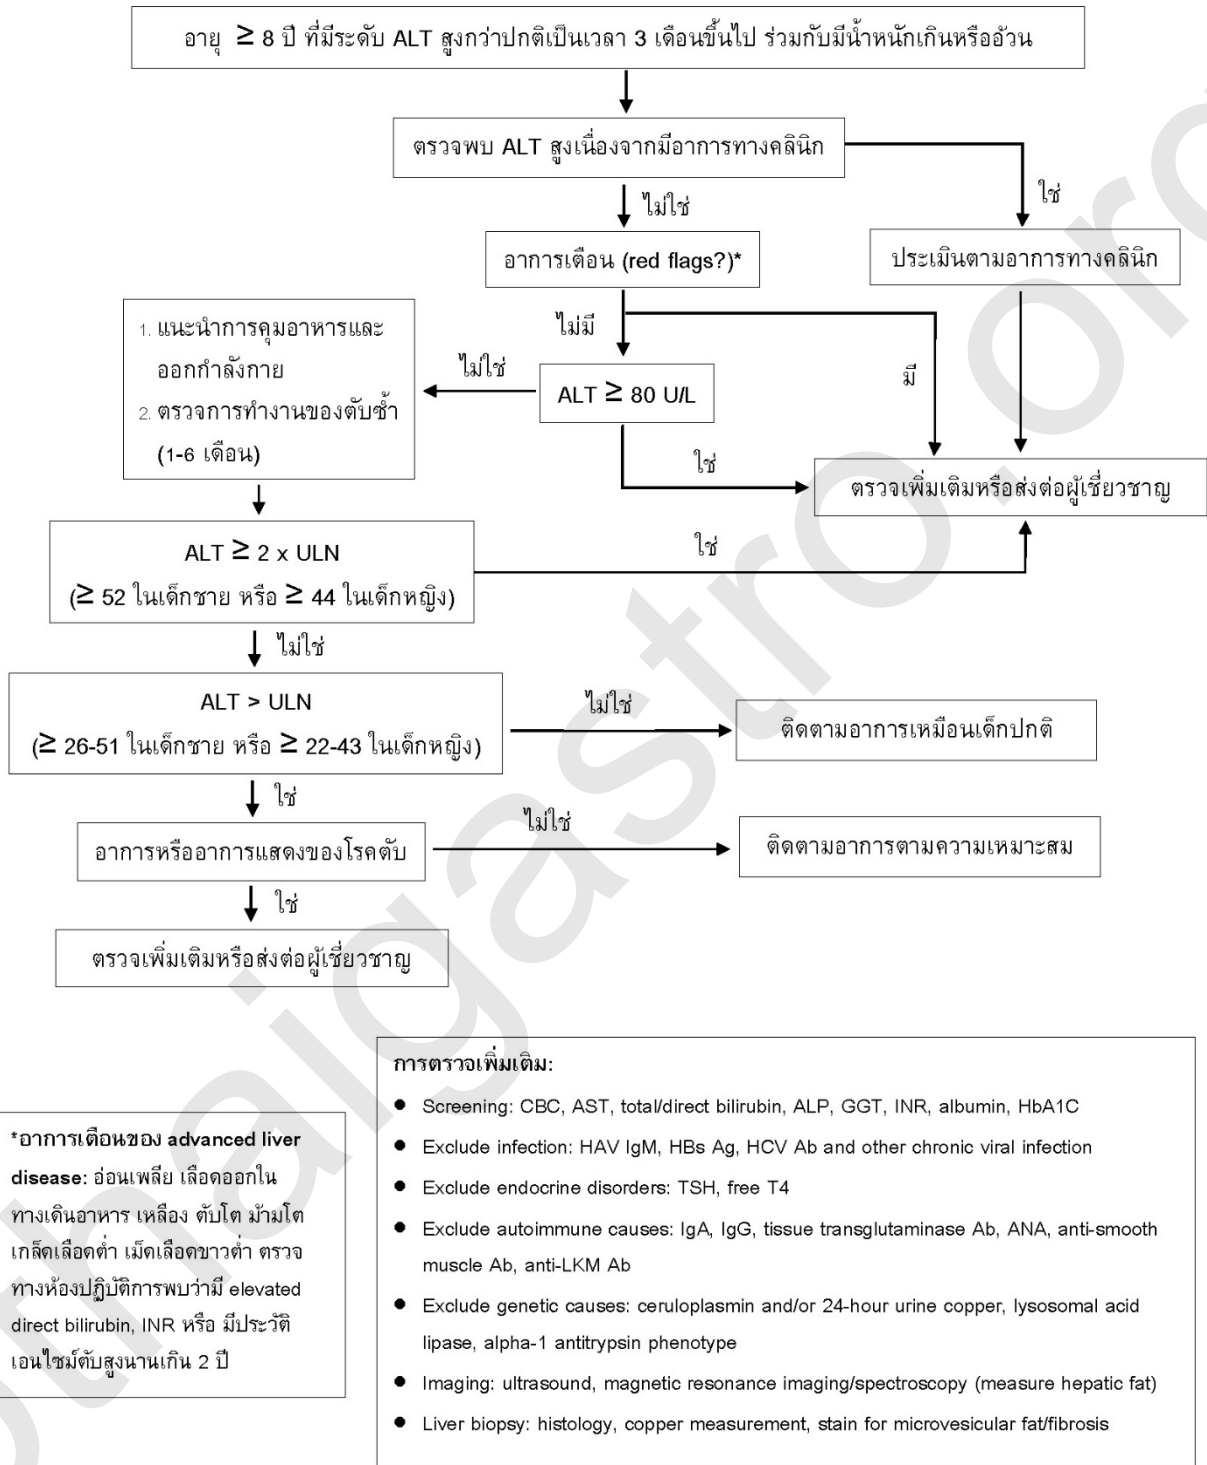 อายุ ≥ 8 ปี ที่มีระดับ ALT สูงกว่าปกติเป็นเวลา 3 เดือนขึ้นไป ร่วมกับมีน้ำหนักเกินหรืออ้วน
ตรวจพบ ALT สูงเนื่องจากมีอาการทางคลินิก
ไม่ใช่
ใช่
อาการเตือน (red flags?)*
ประเมินตามอาการทางคลินิก
1. แนะนำการคุมอาหารและ
ออกกำลังกาย
2. ตรวจการทำงานของตับซ้ำ
(1-6 เดือน)
ไม่มี
มี
ไม่ใช่
ALT ≥ 80 U/L
ใช่
ตรวจเพิ่มเติมหรือส่งต่อผู้เชี่ยวชาญ
ALT ≥ 2 x ULN
(≥ 52 ในเด็กชาย หรือ ≥ 44 ในเด็กหญิง)
ใช่
ไม่ใช่
ALT > ULN
(≥ 26-51 ในเด็กชาย หรือ ≥ 22-43 ในเด็กหญิง)
ไม่ใช่
ติดตามอาการเหมือนเด็กปกติ
ใช่
อาการหรืออาการแสดงของโรคตับ
ไม่ใช่
ติดตามอาการตามความเหมาะสม
ใช่
ตรวจเพิ่มเติมหรือส่งต่อผู้เชี่ยวชาญ
*อาการเตือนของ advanced liver
disease: อ่อนเพลีย เลือดออกใน
ทางเดินอาหาร เหลือง ตับโต ม้ามโต
เกล็ดเลือดต่ำ เม็ดเลือดขาวต่ำ ตรวจ
ทางห้องปฏิบัติการพบว่ามี elevated
direct bilirubin, INR หรือ มีประวัติ
เอนไซม์ตับสูงนานเกิน 2 ปี
การตรวจเพิ่มเติม:
● Screening: CBC, AST, total/direct bilirubin, ALP, GGT, INR, albumin, HbA1C
● Exclude infection: HAV IgM, HBs Ag, HCV Ab and other chronic viral infection
● Exclude endocrine disorders: TSH, free T4
● Exclude autoimmune causes: IgA, IgG, tissue transglutaminase Ab, ANA, anti-smooth
muscle Ab, anti-LKM Ab
● Exclude genetic causes: ceruloplasmin and/or 24-hour urine copper, lysosomal acid
lipase, alpha-1 antitrypsin phenotype
● Imaging: ultrasound, magnetic resonance imaging/spectroscopy (measure hepatic fat)
● Liver biopsy: histology, copper measurement, stain for microvesicular fat/fibrosis
thaigastro.org